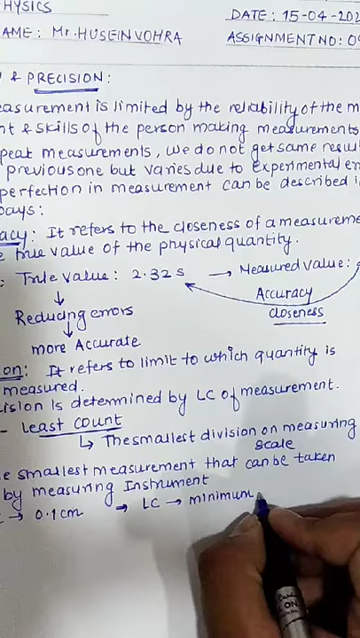 HYSICS
DATE: 15-04-202
AME: Mr. HUSEIN VOHRA
ASSIGNMENT NO: 0
& PRECISION:
easurement is limited by the reliability of the m
nt & skills of the person making measurements
peat measurements, we do not get same resul
previous one but varies due to experimental er
perfection in measurement can be described i
ways:
acy: It refers to the closeness of a measureme
e true value of the physical quantity.
: True value: 2.32 s → Measured value:
↓ Accuracy
Reducing errors closeness
↓
more Accurate
on: It refers to limit to which quantity is
measured.
cision is determined by LC of measurement.
- Least count
↳ The smallest division on measuring
scale
e smallest measurement that can be taken
by measuring Instrument
→ 0.1 cm → LC → minimum